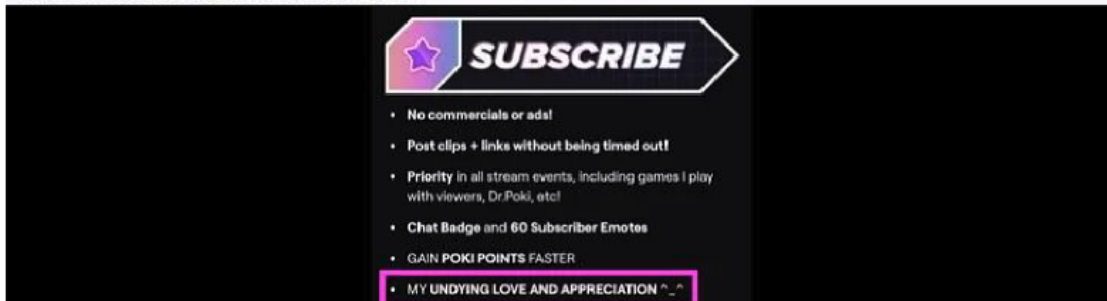 SUBSCRIBE
• No commercials or ads!
• Post clips + links without being timed out!
• Priority in all stream events, including games I play
with viewers, Dr.Poki, etc!
• Chat Badge and 60 Subscriber Emotes
• GAIN POKI POINTS FASTER
• MY UNDYING LOVE AND APPRECIATION ^_^